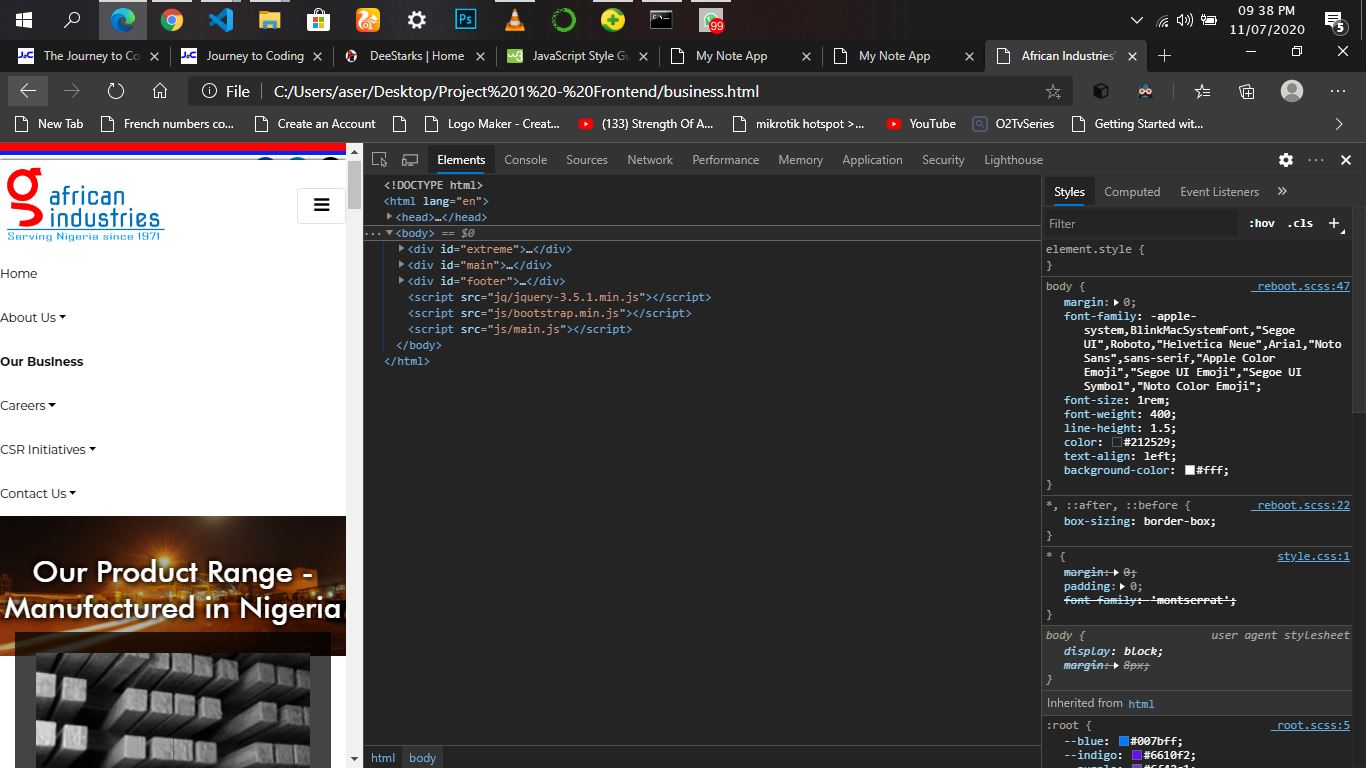 99
09 38 PM
11/07/2020
5
The Journey to Co
Journey to Coding
DeeStarks | Home
JavaScript Style Gu
My Note App
My Note App
African Industries'
File
C:/Users/aser/Desktop/Project%201%20-%20Frontend/business.html
New Tab
French numbers co...
Create an Account
Logo Maker - Creat...
(133) Strength Of A...
mikrotik hotspot >...
YouTube
O2TvSeries
Getting Started wit...
african
industries
Serving Nigeria since 1971
Home
About Us
Our Business
Careers
CSR Initiatives
Contact Us
Our Product Range -
Manufactured in Nigeria
Elements
Console
Sources
Network
Performance
Memory
Application
Security
Lighthouse
<!DOCTYPE html>
<html lang="en">
<head>…</head>
<body> == $0
<div id="extreme">…</div>
<div id="main">…</div>
<div id="footer">…</div>
<script src="jq/jquery-3.5.1.min.js"></script>
<script src="js/bootstrap.min.js"></script>
<script src="js/main.js"></script>
</body>
</html>
html
body
Styles
Computed
Event Listeners
»
Filter
:hov
.cls
+
element.style {
}
body {
_reboot.scss:47
margin: 0;
font-family: -apple-
system,BlinkMacSystemFont,"Segoe
UI",Roboto,"Helvetica Neue",Arial,"Noto
Sans",sans-serif,"Apple Color
Emoji","Segoe UI Emoji","Segoe UI
Symbol","Noto Color Emoji";
font-size: 1rem;
font-weight: 400;
line-height: 1.5;
color: #212529;
text-align: left;
background-color: #fff;
}
*, ::after, ::before {
_reboot.scss:22
box-sizing: border-box;
}
* {
style.css:1
margin: 0;
padding: 0;
font-family: 'montserrat';
}
body {
user agent stylesheet
display: block;
margin: 8px;
}
Inherited from html
:root {
_root.scss:5
--blue: #007bff;
--indigo: #6610f2;